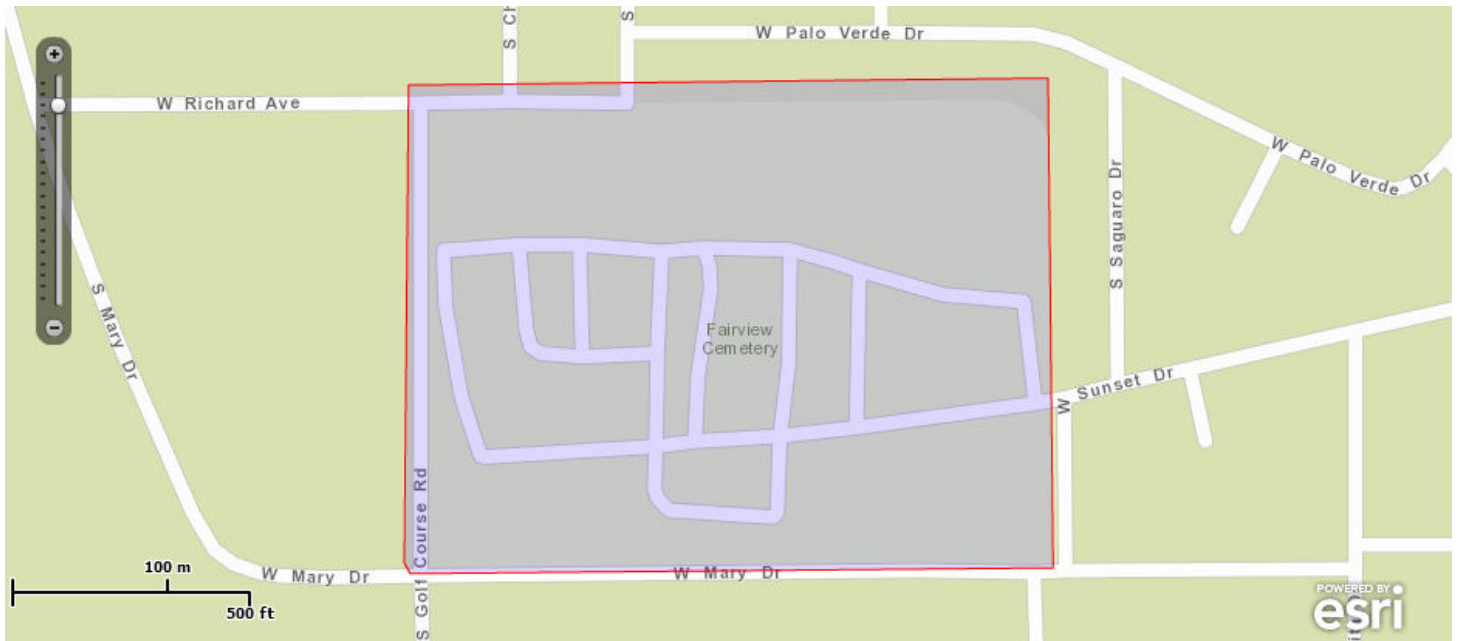 S Ch
S
W Palo Verde Dr
W Richard Ave
W Palo Verde Dr
S Saguaro Dr
S Mary Dr
Fairview
Cemetery
W Sunset Dr
S Golf Course Rd
W Mary Dr
W Mary Dr
100 m
500 ft
POWERED BY
esri